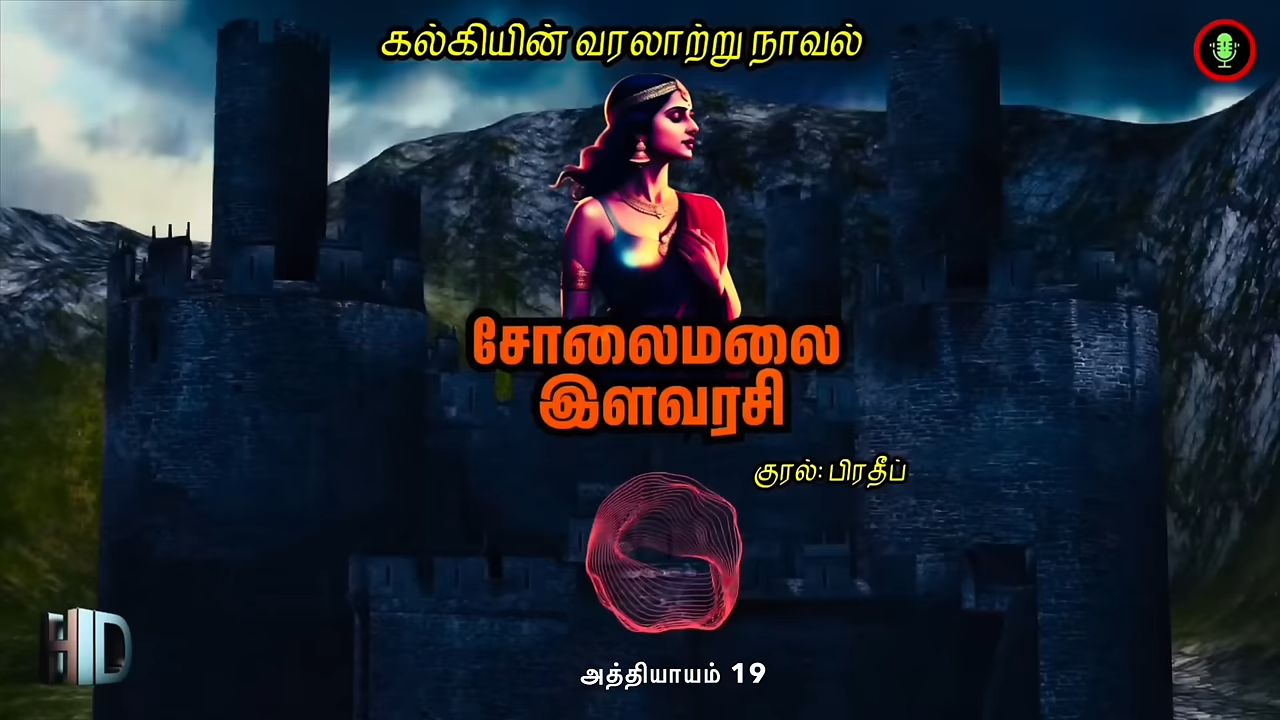 கல்கியின் வரலாற்று நாவல்
சோலைமலை
இளவரசி
குரல்: பிரதீப்
HD
அத்தியாயம் 19